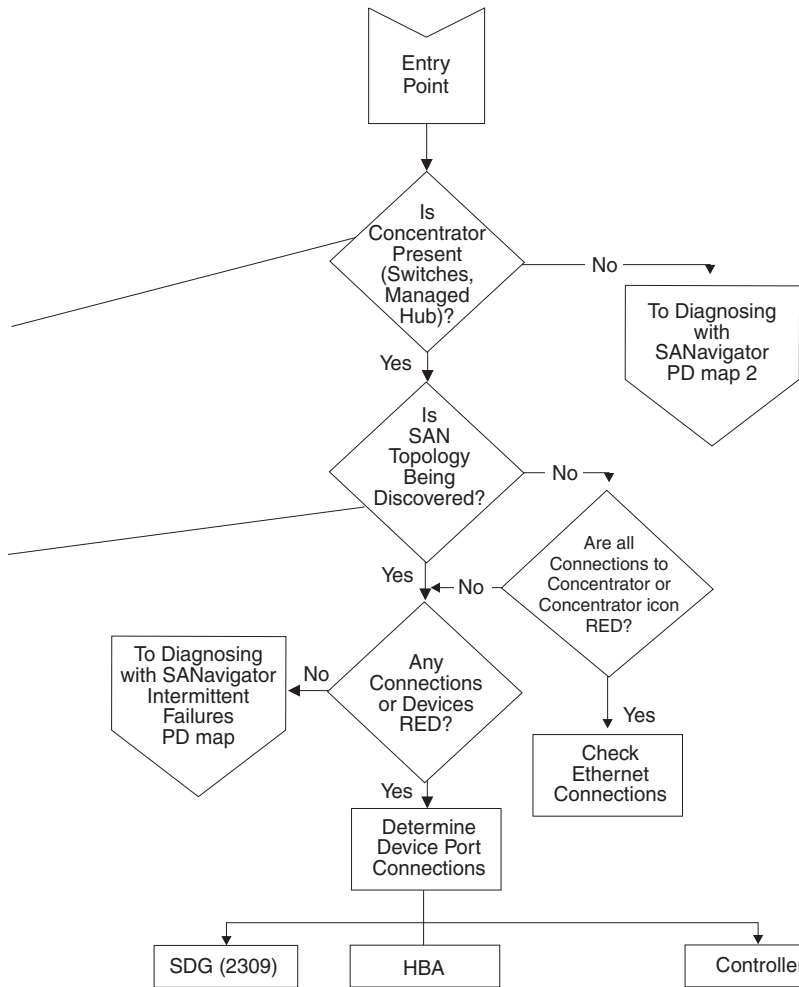 Entry
Point
Is
Concentrator
Present
(Switches,
Managed
Hub)?
No
To Diagnosing
with
SANavigator
PD map 2
Yes
Is
SAN
Topology
Being
Discovered?
No
Are all
Connections to
Concentrator or
Concentrator icon
RED?
Yes
No
To Diagnosing
with SANavigator
Intermittent
Failures
PD map
No
Any
Connections
or Devices
RED?
Yes
Check
Ethernet
Connections
Yes
Determine
Device Port
Connections
SDG (2309)
HBA
Controller